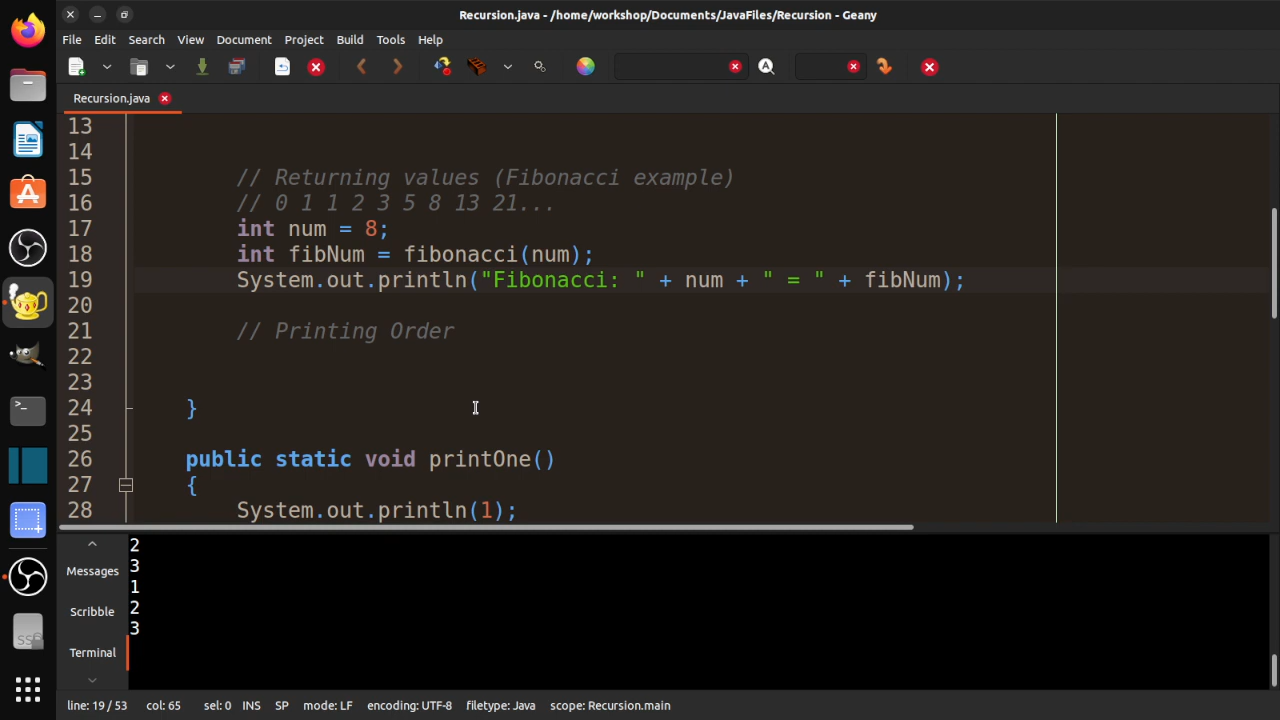 Recursion.java - /home/workshop/Documents/JavaFiles/Recursion - Geany
File Edit Search View Document Project Build Tools Help
Recursion.java
13
14
15 // Returning values (Fibonacci example)
16 // 0 1 1 2 3 5 8 13 21...
17 int num = 8;
18 int fibNum = fibonacci(num);
19 System.out.println("Fibonacci: " + num + " = " + fibNum);
20
21 // Printing Order
22
23
24 }
25
26 public static void printOne()
27 {
28 System.out.println(1);
Messages
Scribble
Terminal
2
3
1
2
3
line: 19 / 53 col: 65 sel: 0 INS SP mode: LF encoding: UTF-8 filetype: Java scope: Recursion.main